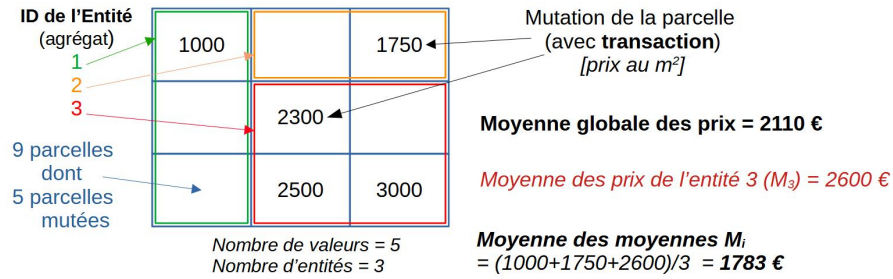 ID de l'Entité
(agrégat)
1
2
3
9 parcelles
dont
5 parcelles
mutées
1000
1750
2300
2500
3000
Nombre de valeurs = 5
Nombre d'entités = 3
Mutation de la parcelle
(avec transaction)
[prix au m²]
Moyenne globale des prix = 2110 €
Moyenne des prix de l'entité 3 (M₃) = 2600 €
Moyenne des moyennes Mᵢ
= (1000+1750+2600)/3 = 1783 €